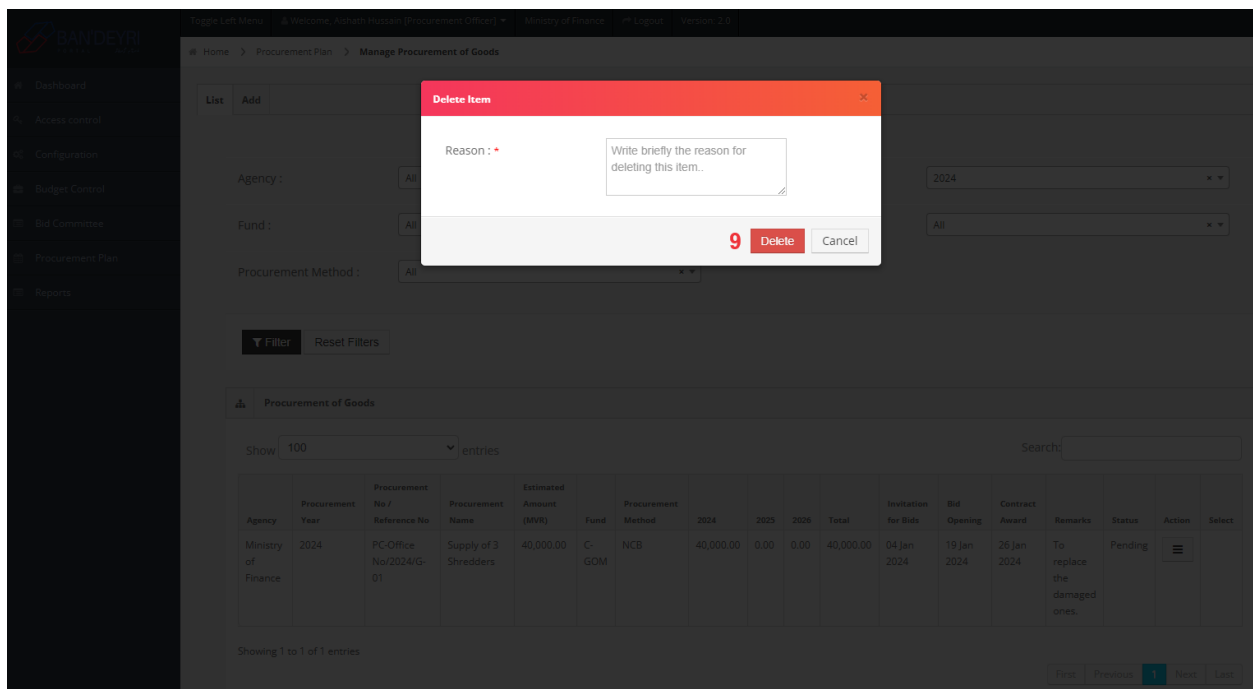 Toggle Left Menu Welcome, Aishath Hussain [Procurement Officer] Ministry of Finance Logout Version: 2.0
BANDEYRI
Home > Procurement Plan > Manage Procurement of Goods
Dashboard
Access control
Configuration
Budget Control
Bid Committee
Procurement Plan
Reports
List Add
Delete Item ×
Reason : *
Write briefly the reason for
deleting this item..
9 Delete Cancel
Agency : All 2024 ×
Fund : All All ×
Procurement Method : All ×
Filter Reset Filters
Procurement of Goods
Show 100 entries Search:
Agency
Procurement
Year
Procurement
No /
Reference No
Procurement
Name
Estimated
Amount
(MVR)
Fund
Procurement
Method
2024
2025
2026
Total
Invitation
for Bids
Bid
Opening
Contract
Award
Remarks
Status
Action
Select
Ministry
of
Finance
2024
PC-Office
No/2024/G-
01
Supply of 3
Shredders
40,000.00
C-
GOM
NCB
40,000.00
0.00
0.00
40,000.00
04 Jan
2024
19 Jan
2024
26 Jan
2024
To
replace
the
damaged
ones.
Pending
Showing 1 to 1 of 1 entries
First Previous 1 Next Last